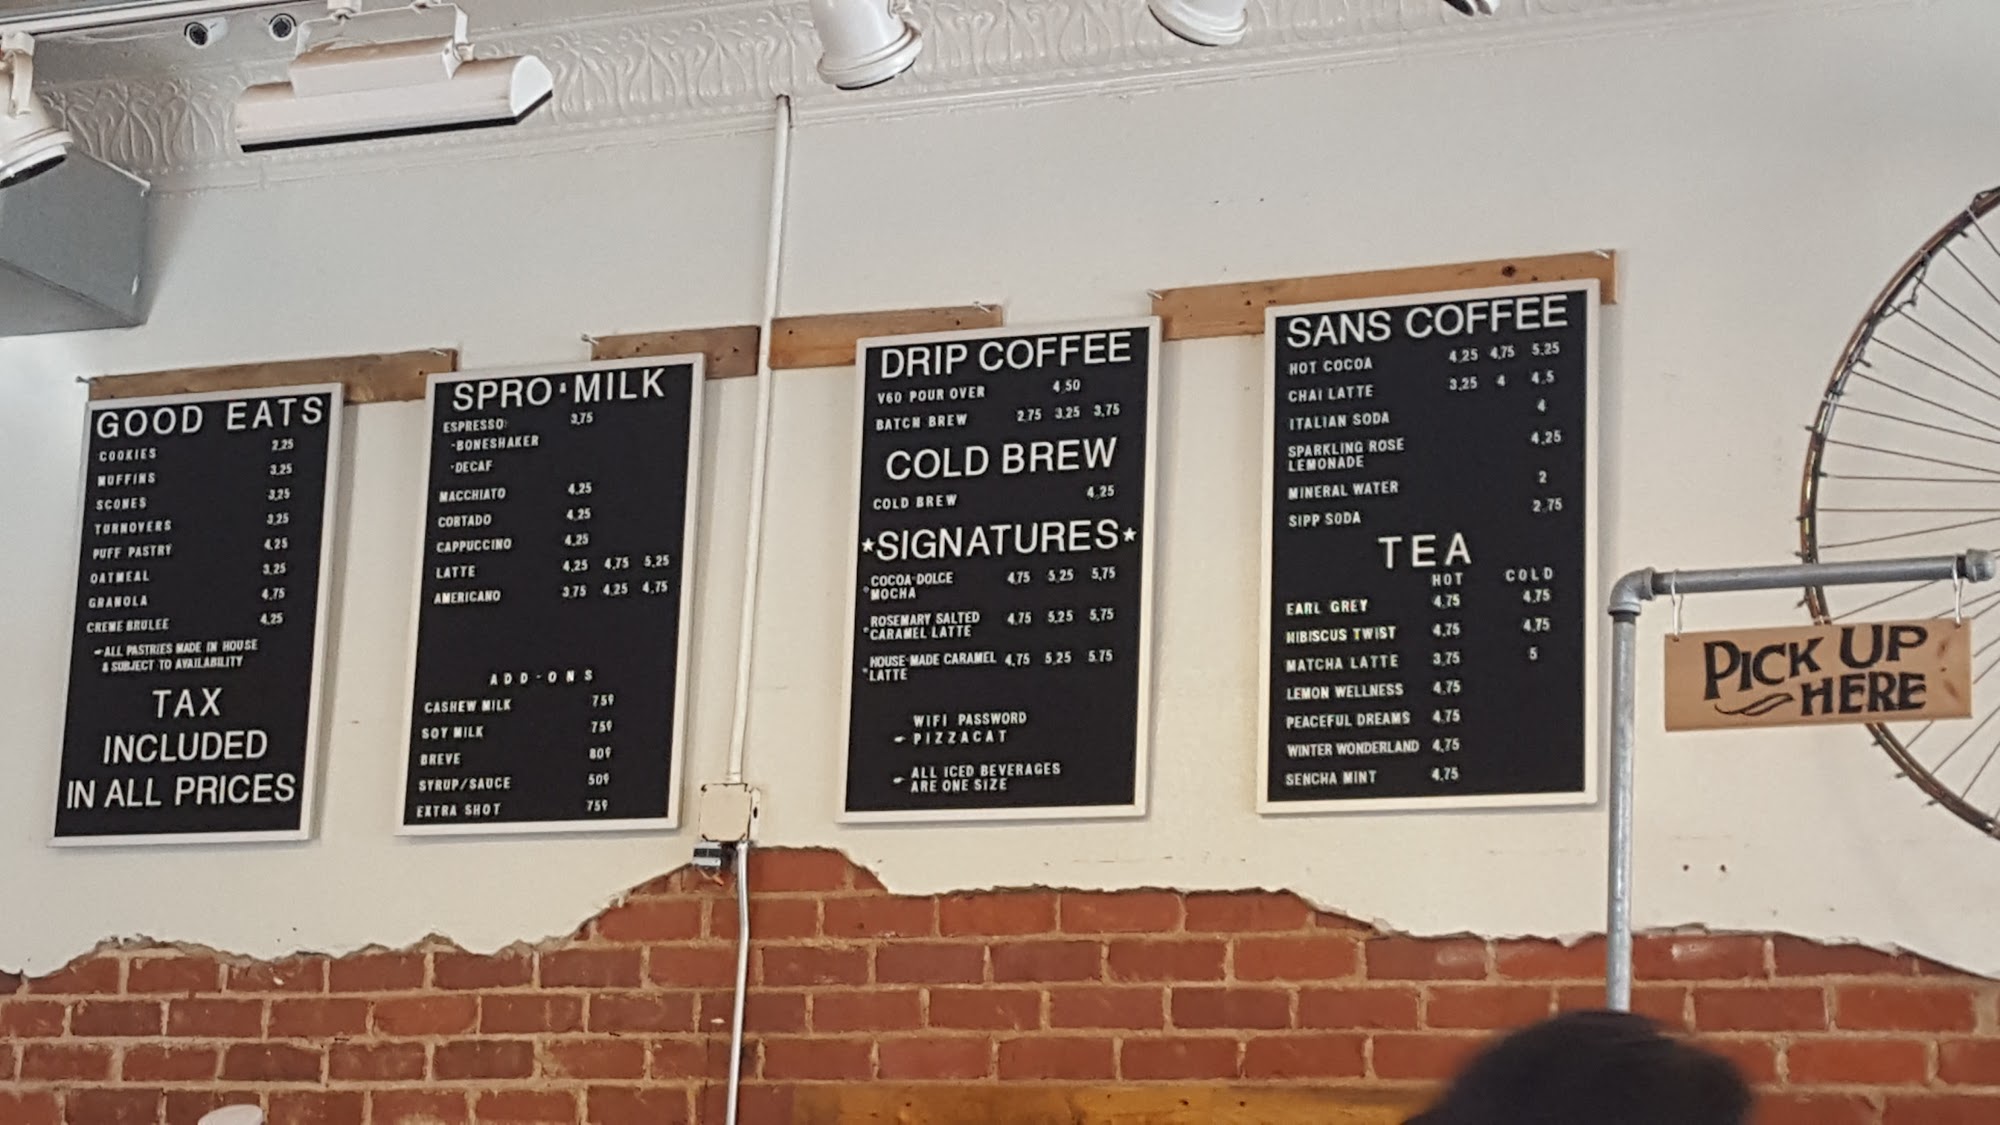 GOOD EATS
COOKIES 2.25
MUFFINS 3.25
SCONES 3.25
TURNOVERS 3.25
PUFF PASTRY 4.25
OATMEAL 3.25
GRANOLA 4.75
CREME BRULEE 4.25
ALL PASTRIES MADE IN HOUSE
& SUBJECT TO AVAILABILITY
TAX
INCLUDED
IN ALL PRICES
SPRO • MILK
ESPRESSO: 3.75
-BONESHAKER
-DECAF
MACCHIATO 4.25
CORTADO 4.25
CAPPUCCINO 4.25
LATTE 4.25 4.75 5.25
AMERICANO 3.75 4.25 4.75
ADD-ONS
CASHEW MILK 75¢
SOY MILK 75¢
BREVE 80¢
SYRUP/SAUCE 50¢
EXTRA SHOT 75¢
DRIP COFFEE
V60 POUR OVER 4.50
BATCH BREW 2.75 3.25 3.75
COLD BREW
COLD BREW 4.25
★SIGNATURES★
COCOA-DOLCE 4.75 5.25 5.75
*MOCHA
ROSEMARY SALTED 4.75 5.25 5.75
*CARAMEL LATTE
HOUSE-MADE CARAMEL 4.75 5.25 5.75
*LATTE
WIFI PASSWORD
PIZZACAT
ALL ICED BEVERAGES
ARE ONE SIZE
SANS COFFEE
HOT COCOA 4.25 4.75 5.25
CHAI LATTE 3.25 4 4.5
ITALIAN SODA 4
SPARKLING ROSE 4.25
LEMONADE
MINERAL WATER 2
SIPP SODA 2.75
TEA
HOT COLD
EARL GREY 4.75 4.75
HIBISCUS TWIST 4.75 4.75
MATCHA LATTE 3.75 5
LEMON WELLNESS 4.75
PEACEFUL DREAMS 4.75
WINTER WONDERLAND 4.75
SENCHA MINT 4.75
PICK UP
HERE